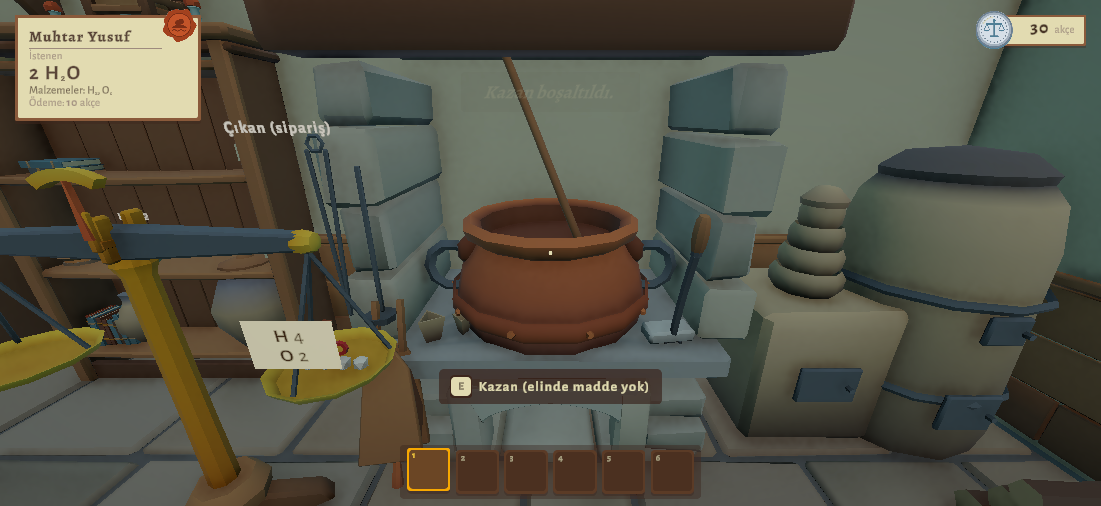 Muhtar Yusuf
İstenen
2 H₂O
Malzemeler: H₂, O₂
Ödeme: 10 akçe
30 akçe
Kazan boşaltıldı.
Çıkan (sipariş)
H 4
O 2
E Kazan (elinde madde yok)
1 2 3 4 5 6